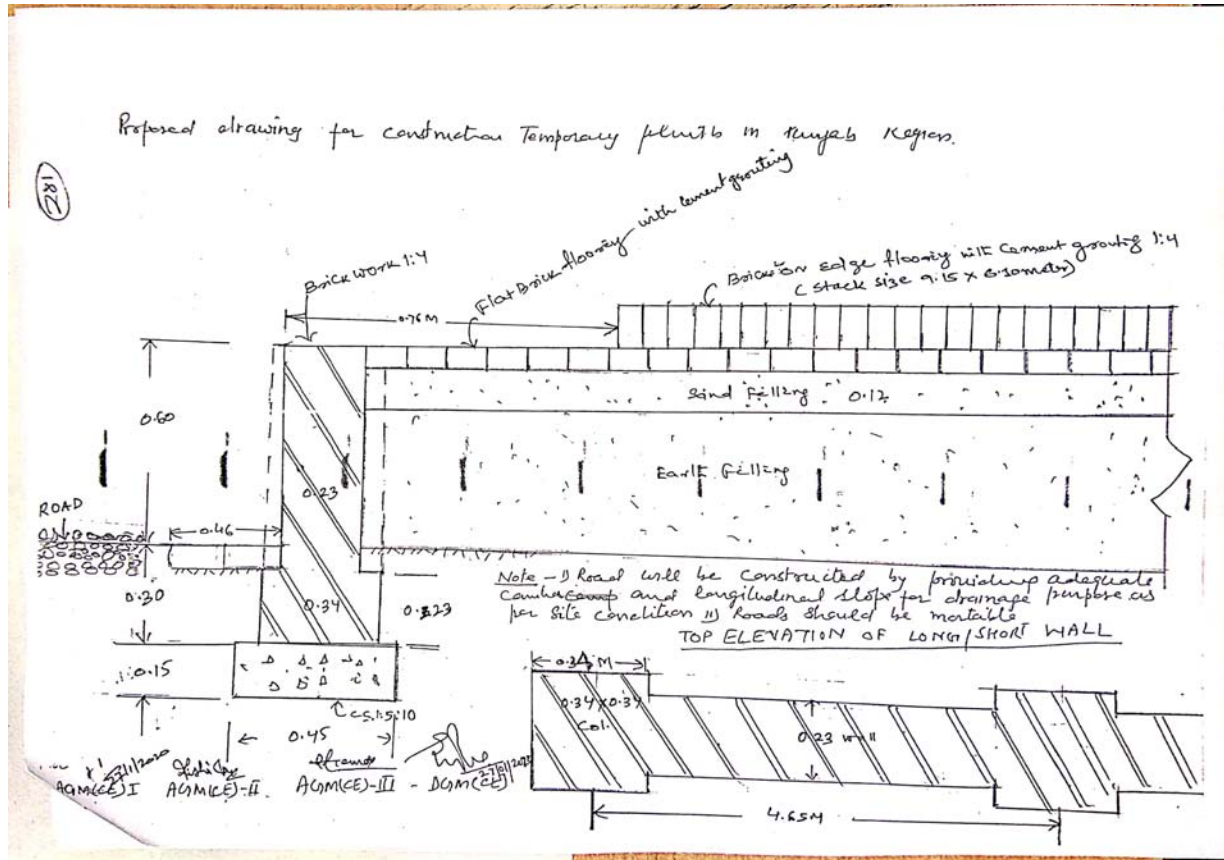 Proposed drawing for construction Temporary plinth in Punjab Region.
182
Brick work 1:4
Flat Brick flooring with cement grouting
Brick on edge flooring with Cement grouting 1:4
( stack size 9.15 x 6.10 meter)
0.76 M
Sand Filling 0.12
0.60
Earth Filling
0.23
ROAD
0.46
0.30
0.34
0.23
Note - I) Road will be constructed by providing adequate
camber and longitudinal slope for drainage purpose as
per site condition II) Roads should be
TOP ELEVATION OF LONG/SHORT WALL
0.15
0.34 M
0.34 x 0.34
Col.
0.23 wall
C.S. 1:5:10
0.45
4.65M
AGM(CE) I AGM(CE)-II. AGM(CE)-III - DGM(CE)